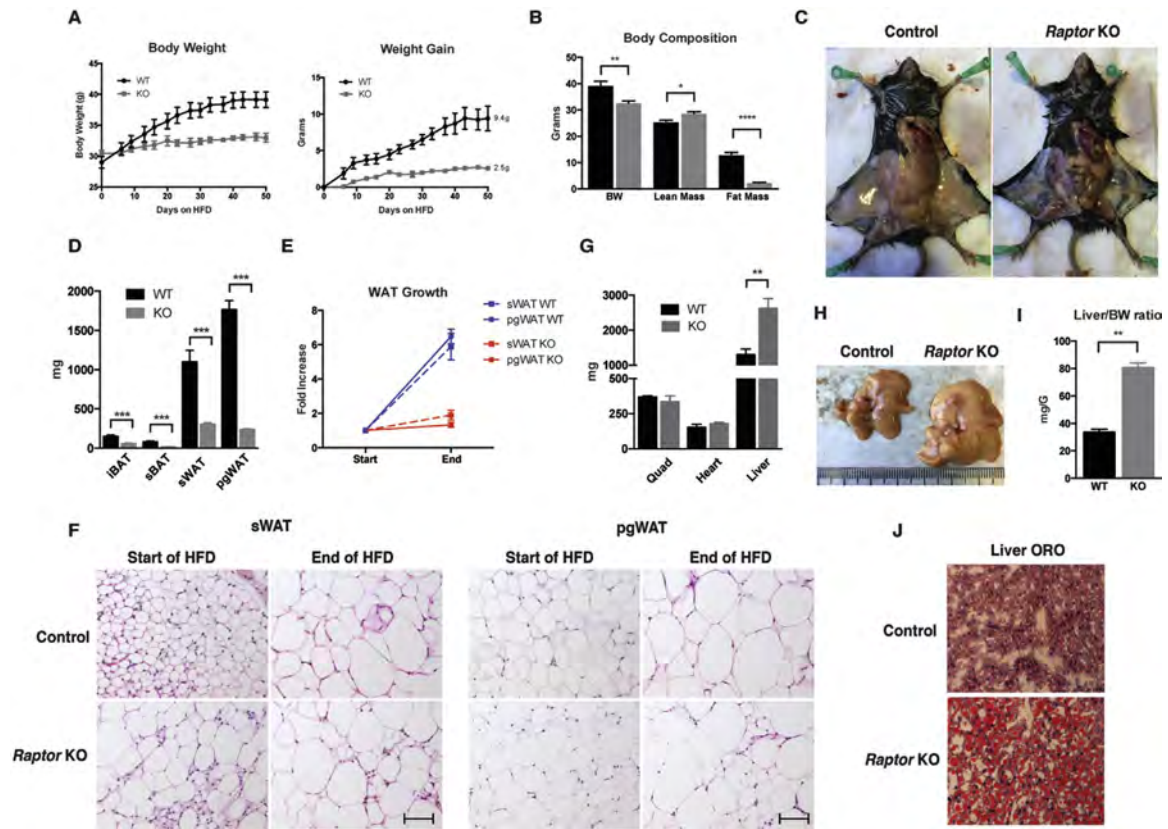 A
Body Weight
WT
KO
Body Weight (g)
45
40
35
30
25
0
10
20
30
40
50
Days on HFD
Weight Gain
WT
KO
Grams
15
10
5
0
9.4g
2.5g
0
10
20
30
40
50
Days on HFD
B
Body Composition
Grams
50
40
30
20
10
0
**
*
****
BW
Lean Mass
Fat Mass
C
Control
Raptor KO
D
WT
KO
mg
2000
1500
1000
500
0
***
***
***
***
iBAT
sBAT
sWAT
pgWAT
E
WAT Growth
Fold Increase
8
6
4
2
0
Start
End
sWAT WT
pgWAT WT
sWAT KO
pgWAT KO
G
WT
KO
mg
3000
2000
1000
500
250
0
**
Quad
Heart
Liver
H
Control
Raptor KO
I
Liver/BW ratio
mg/G
100
80
60
40
20
0
**
WT
KO
F
sWAT
pgWAT
Start of HFD
End of HFD
Start of HFD
End of HFD
Control
Raptor KO
J
Liver ORO
Control
Raptor KO